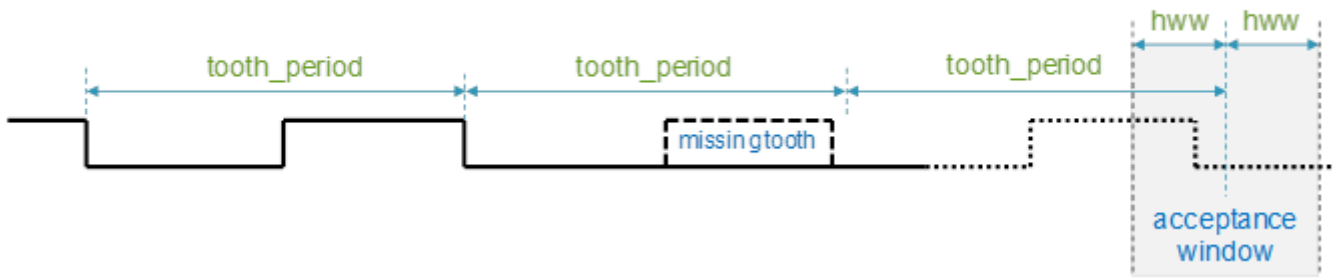 hww hww
tooth_period tooth_period tooth_period
missingtooth
acceptance
window